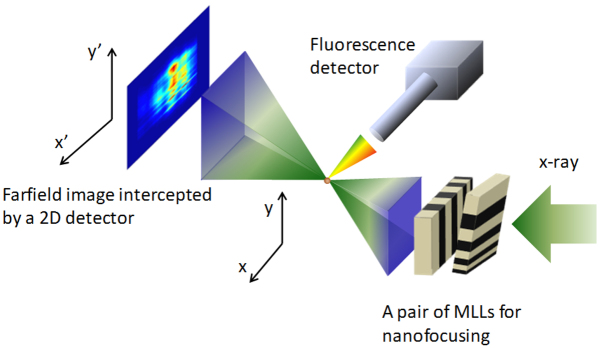 y’
Fluorescence
detector
x’
x-ray
Farfield image intercepted
by a 2D detector
y
x
A pair of MLLs for
nanofocusing